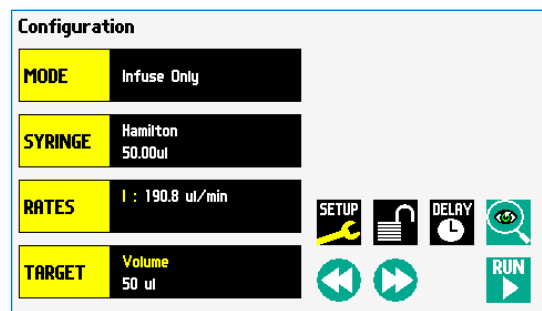 Configuration
MODE
Infuse Only
SYRINGE
Hamilton
50.00ul
RATES
I : 190.8 ul/min
SETUP
DELAY
TARGET
Volume
50 ul
RUN